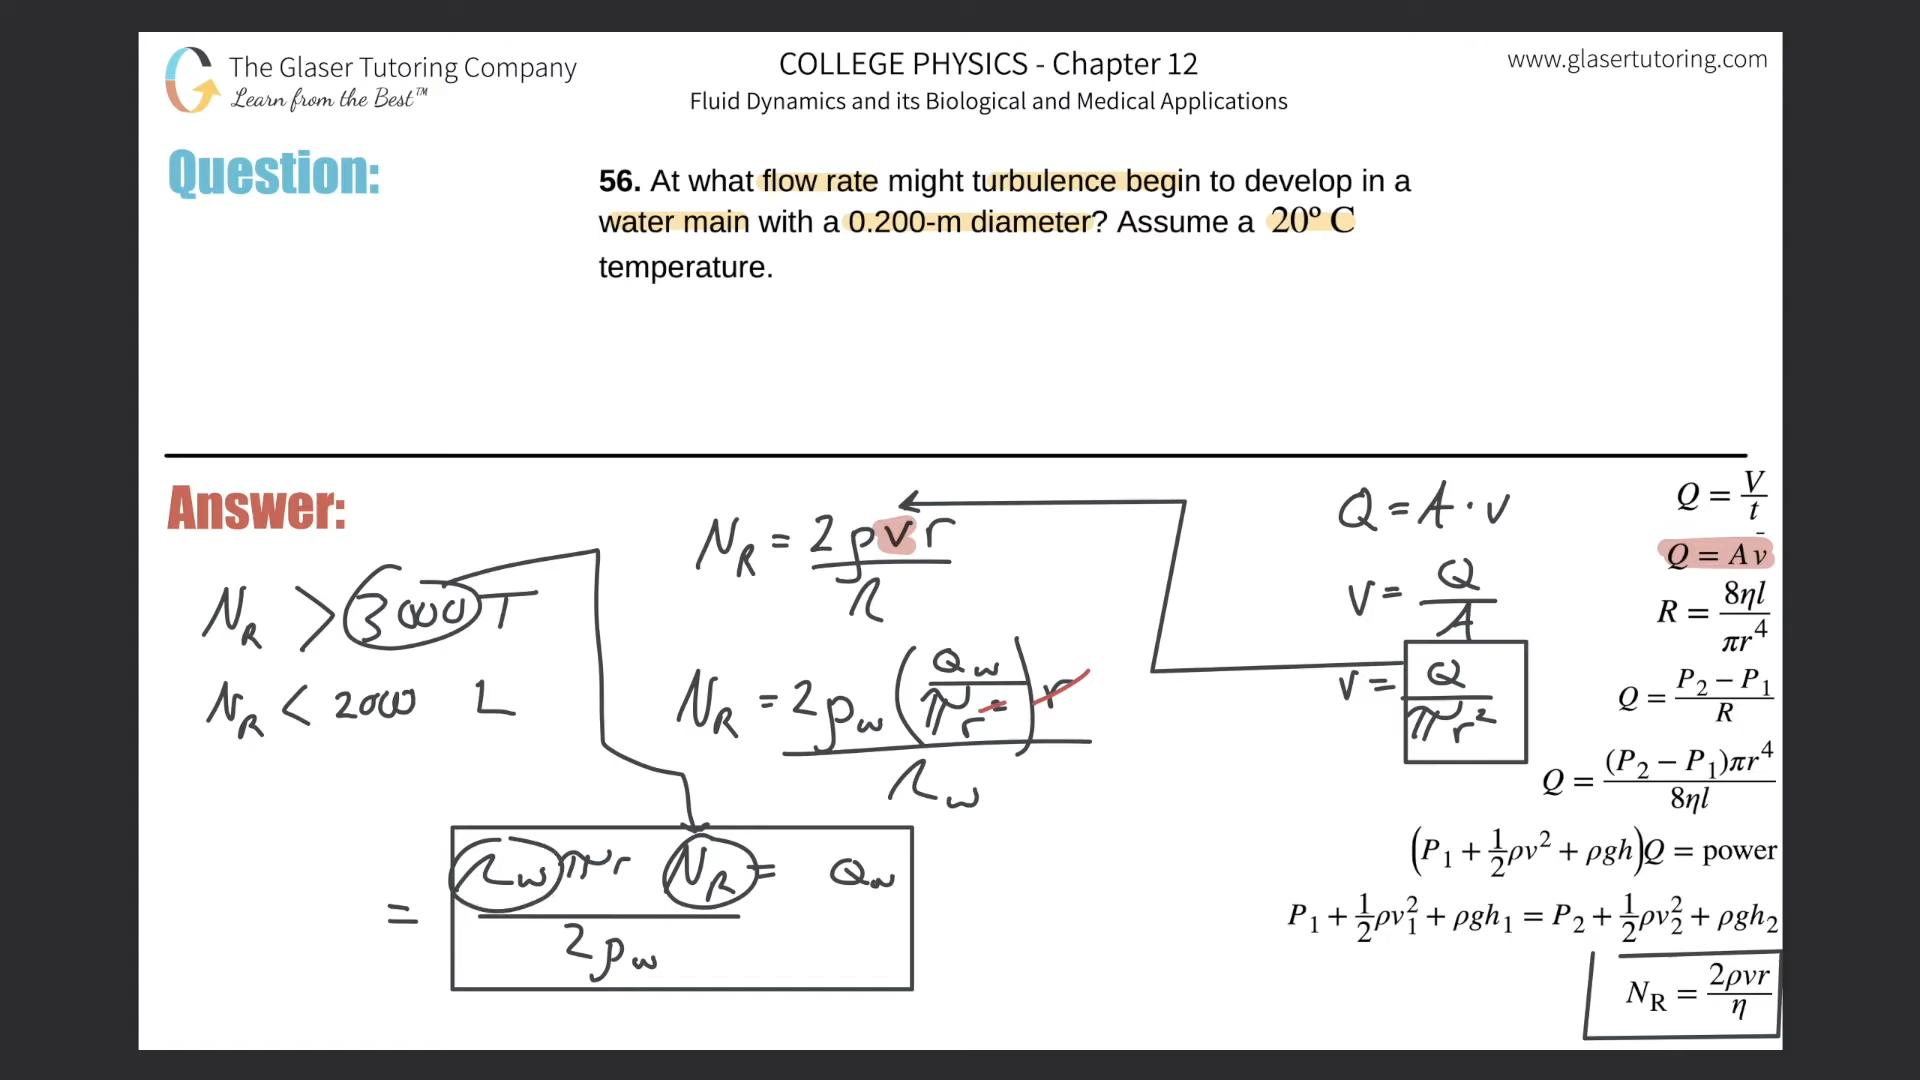 The Glaser Tutoring Company
Learn from the Best™
COLLEGE PHYSICS - Chapter 12
Fluid Dynamics and its Biological and Medical Applications
www.glasertutoring.com
Question:
56. At what flow rate might turbulence begin to develop in a
water main with a 0.200-m diameter? Assume a 20º C
temperature.
Answer:
N_R > 3000 T
N_R < 2000 L
N_R = 2ρvr / η
N_R = 2ρ_w (Q_w / πr²) r / η_w
= η_w πr N_R / 2ρ_w = Q_w
Q = A · v
v = Q / A
v = Q / πr²
Q = V / t
Q = A v̄
R = 8ηl / πr⁴
Q = P₂ − P₁ / R
Q = (P₂ − P₁)πr⁴ / 8ηl
(P₁ + ½ρv² + ρgh)Q = power
P₁ + ½ρv₁² + ρgh₁ = P₂ + ½ρv₂² + ρgh₂
N_R = 2ρvr / η